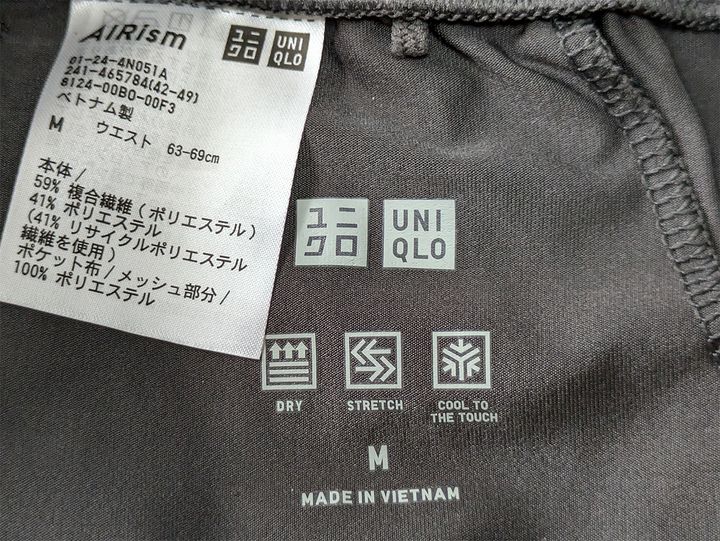 AIRism
ユニ
クロ
UNI
QLO
01-24-4N051A
241-465784(42-49)
8124-00B0-00F3
ベトナム製
M ウエスト 63-69cm
本体/
59% 複合繊維(ポリエステル)
41% ポリエステル
(41% リサイクルポリエステル
繊維を使用)
ポケット布/メッシュ部分/
100% ポリエステル
ユニ
クロ
UNI
QLO
DRY
STRETCH
COOL TO
THE TOUCH
M
MADE IN VIETNAM